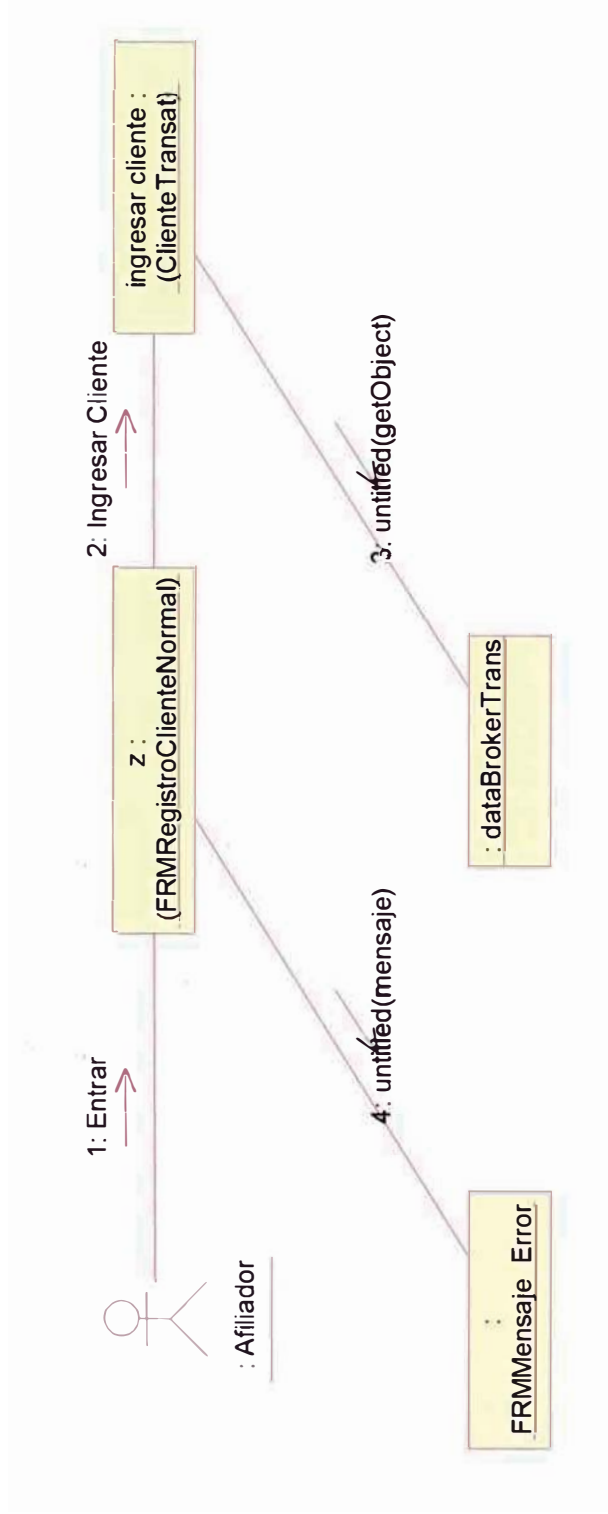 1: Entrar
2: Ingresar Cliente
: Afiliador
z :
(FRMRegistroClienteNormal)
ingresar cliente :
(ClienteTransat)
4: untitled(mensaje)
3: untitled(getObject)
:
FRMMensaje Error
: dataBrokerTrans